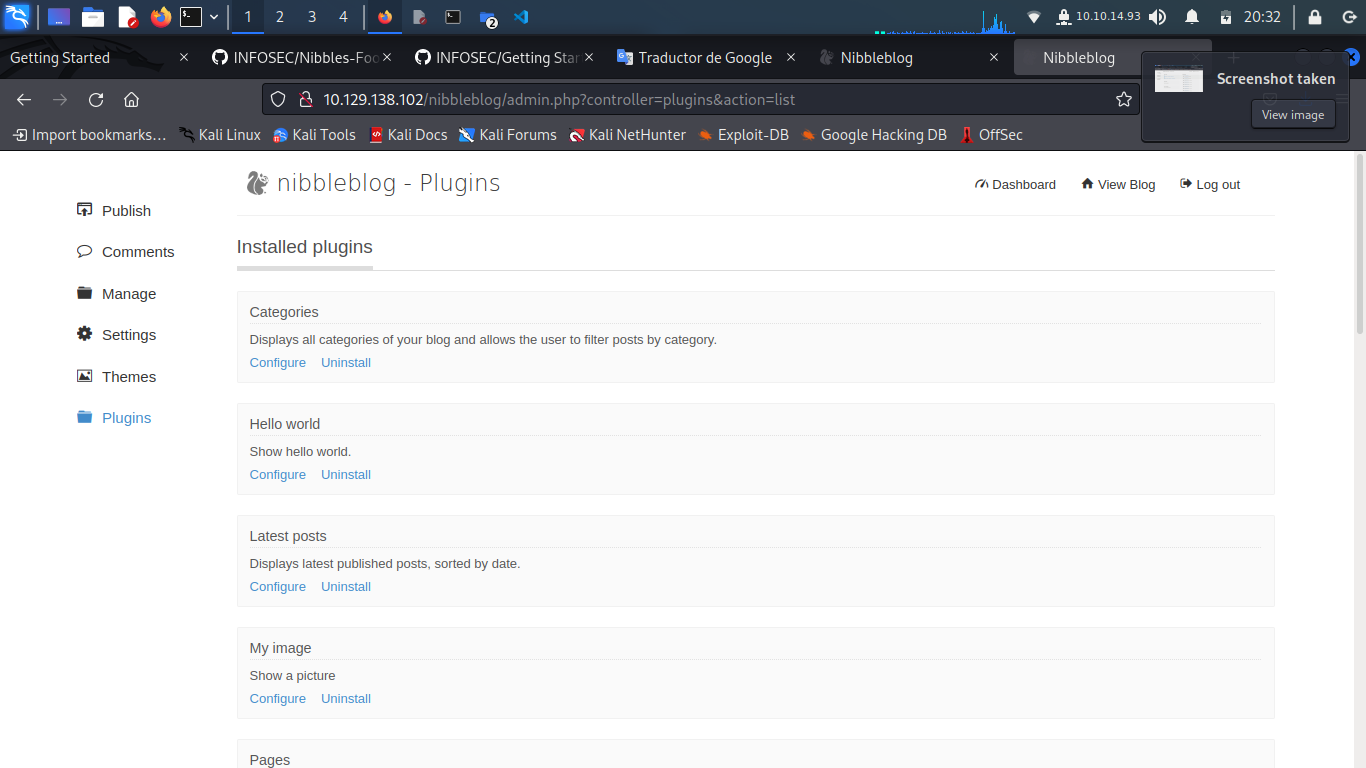 1 2 3 4 2 10.10.14.93 20:32
Getting Started INFOSEC/Nibbles-Foo INFOSEC/Getting Star Traductor de Google Nibbleblog Nibbleblog
Screenshot taken
View image
10.129.138.102/nibbleblog/admin.php?controller=plugins&action=list
Import bookmarks... Kali Linux Kali Tools Kali Docs Kali Forums Kali NetHunter Exploit-DB Google Hacking DB OffSec
nibbleblog - Plugins
Dashboard View Blog Log out
Publish
Comments
Manage
Settings
Themes
Plugins
Installed plugins
Categories
Displays all categories of your blog and allows the user to filter posts by category.
Configure Uninstall
Hello world
Show hello world.
Configure Uninstall
Latest posts
Displays latest published posts, sorted by date.
Configure Uninstall
My image
Show a picture
Configure Uninstall
Pages